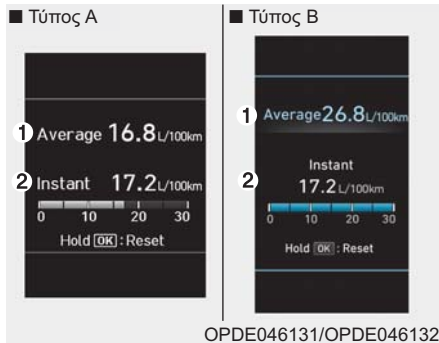 ■ Τύπος A
1 Average 16.8 L/100km
2 Instant 17.2 L/100km
0 10 20 30
Hold OK : Reset
■ Τύπος B
1 Average 26.8 L/100km
2 Instant
17.2 L/100km
0 10 20 30
Hold OK : Reset
OPDE046131/OPDE046132